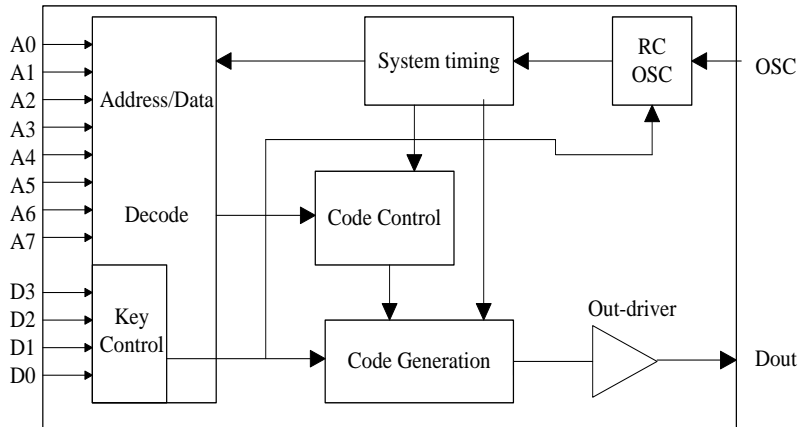 A0
A1
A2
A3
A4
A5
A6
A7
D3
D2
D1
D0
Address/Data
Decode
Key
Control
System timing
RC
OSC
OSC
Code Control
Code Generation
Out-driver
Dout